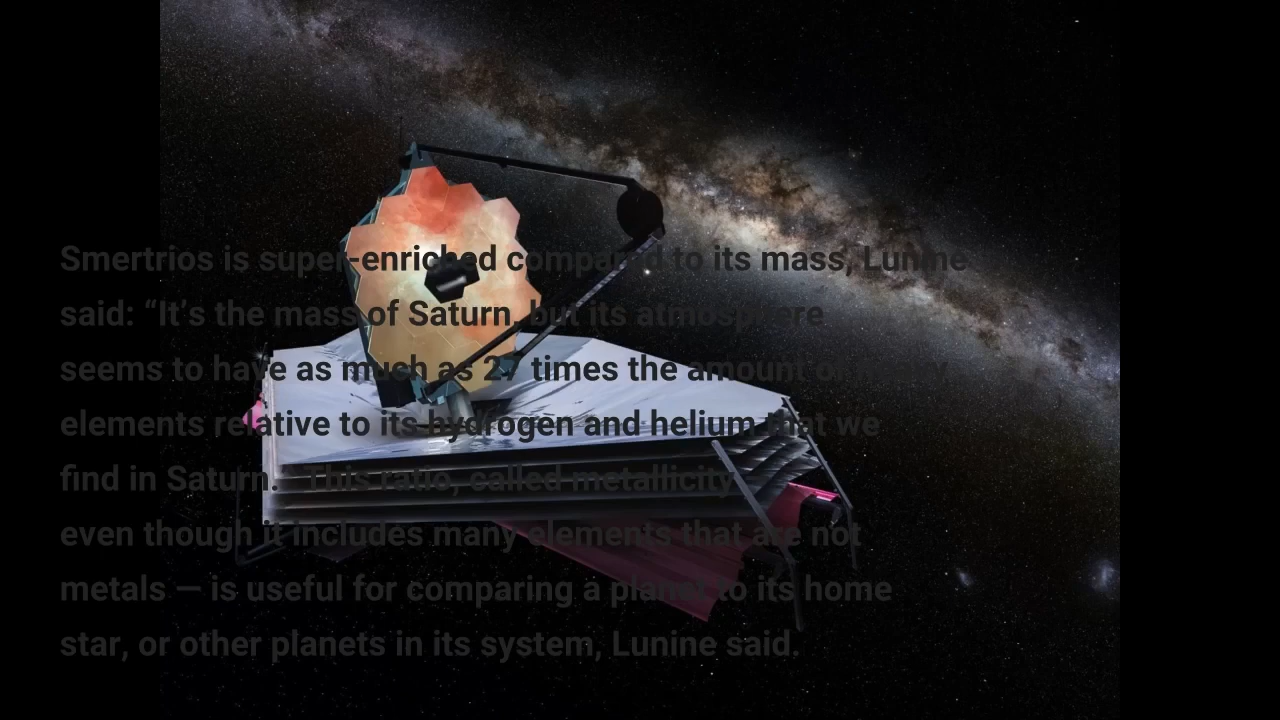 Smertrios is super-enriched compared to its mass, Lunine
said: “It’s the mass of Saturn, but its atmosphere
seems to have as much as 27 times the amount of heavy
elements relative to its hydrogen and helium that we
find in Saturn.” This ratio, called metallicity
even though it includes many elements that are not
metals — is useful for comparing a planet to its home
star, or other planets in its system, Lunine said.